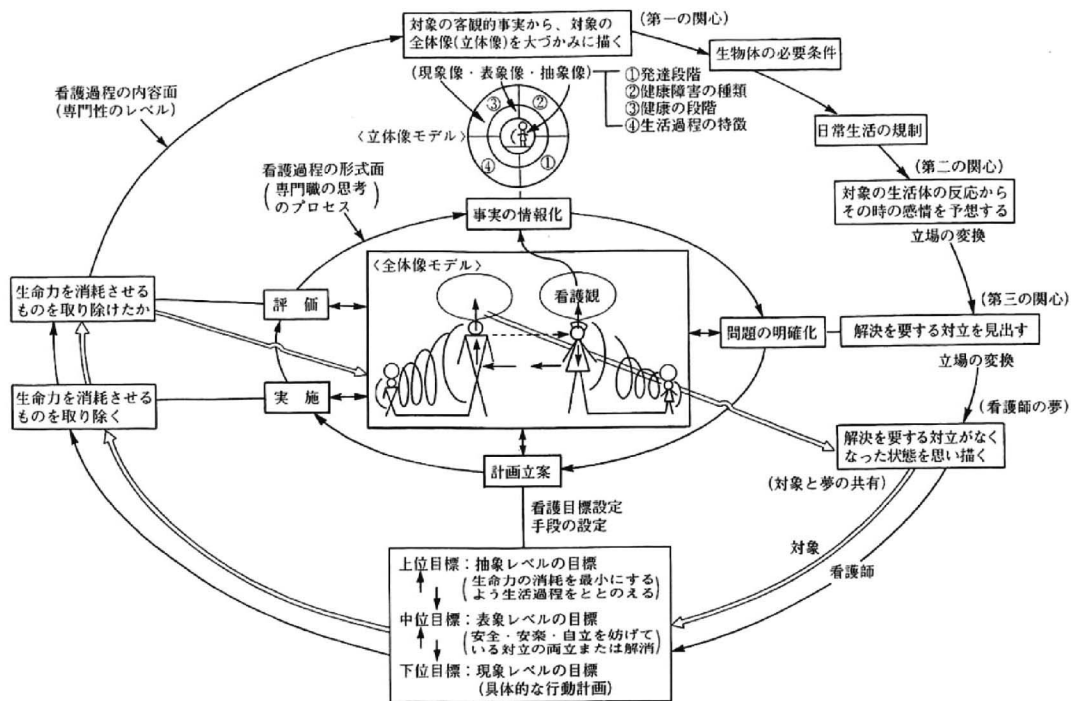 対象の客観的事実から、対象の
全体像(立体像)を大づかみに描く
(第一の関心)
生物体の必要条件
(現象像・表象像・抽象像)
①発達段階
②健康障害の種類
③健康の段階
④生活過程の特徴
看護過程の内容面
(専門性のレベル)
③
②
〈立体像モデル〉
④
①
日常生活の規制
(第二の関心)
対象の生活体の反応から
その時の感情を予想する
立場の変換
看護過程の形式面
(専門職の思考
のプロセス)
事実の情報化
〈全体像モデル〉
看護観
生命力を消耗させる
ものを取り除けたか
評価
問題の明確化
(第三の関心)
解決を要する対立を見出す
立場の変換
生命力を消耗させる
ものを取り除く
実施
(看護師の夢)
解決を要する対立がなく
なった状態を思い描く
計画立案
(対象と夢の共有)
看護目標設定
手段の設定
対象
看護師
上位目標：抽象レベルの目標
(生命力の消耗を最小にする
よう生活過程をととのえる)
中位目標：表象レベルの目標
(安全・安楽・自立を妨げて
いる対立の両立または解消)
下位目標：現象レベルの目標
(具体的な行動計画)